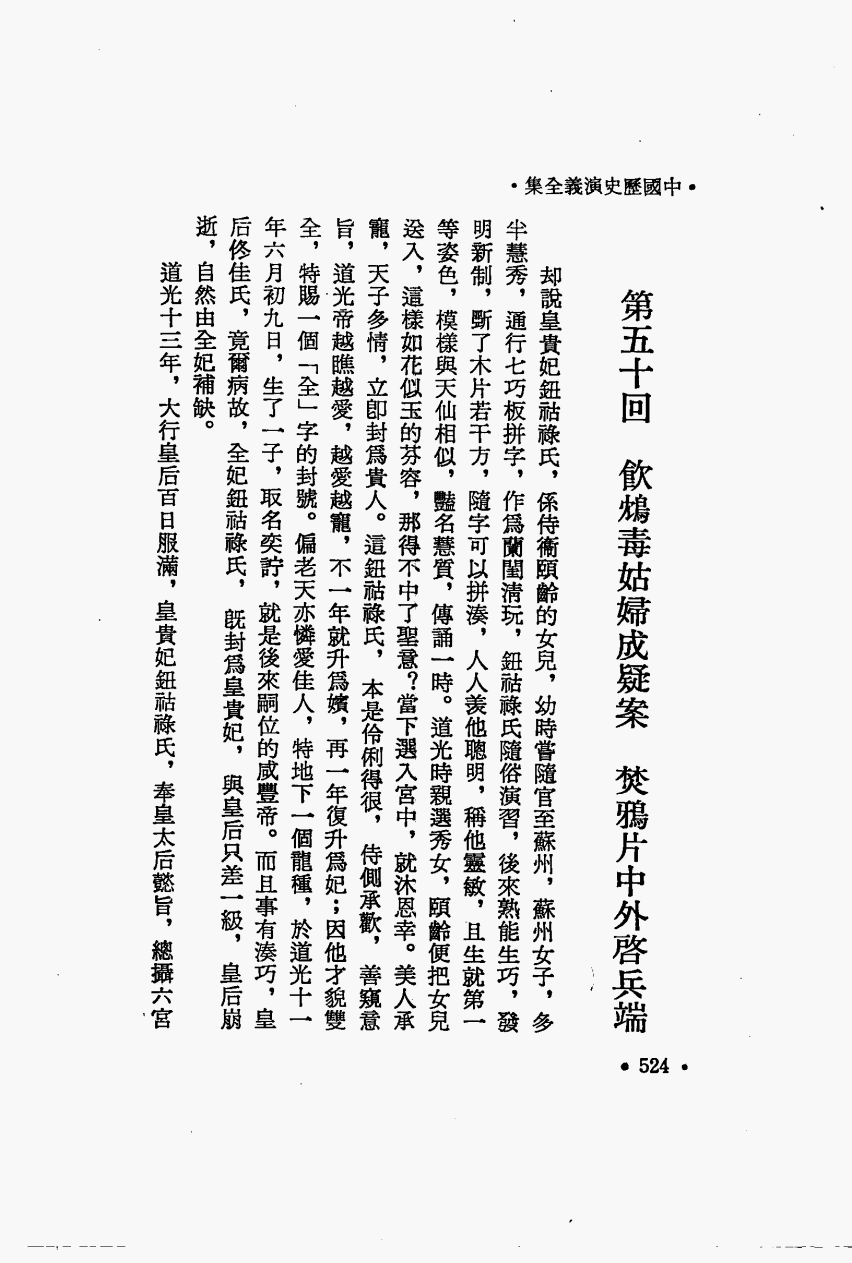 •中國歷史演義全集•
第五十回　飲鴆毒姑婦成疑案　焚鴉片中外啓兵端
却說皇貴妃鈕祜祿氏，係侍衞頤齡的女兒，幼時嘗隨官至蘇州，蘇州女子，多
半慧秀，通行七巧板拼字，作爲蘭閨清玩，鈕祜祿氏隨俗演習，後來熟能生巧，發
明新制，斲了木片若干方，隨字可以拼湊，人人羨他聰明，稱他靈敏，且生就第一
等姿色，模樣與天仙相似，豔名慧質，傳誦一時。道光時親選秀女，頤齡便把女兒
送入，這樣如花似玉的芬容，那得不中了聖意？當下選入宮中，就沐恩幸。美人承
寵，天子多情，立卽封爲貴人。這鈕祜祿氏，本是伶俐得很，侍側承歡，善窺意
旨，道光帝越瞧越愛，越愛越寵，不一年就升爲嬪，再一年復升爲妃；因他才貌雙
全，特賜一個「全」字的封號。偏老天亦憐愛佳人，特地下一個龍種，於道光十一
年六月初九日，生了一子，取名奕詝，就是後來嗣位的咸豐帝。而且事有湊巧，皇
后佟佳氏，竟爾病故，全妃鈕祜祿氏，旣封爲皇貴妃，與皇后只差一級，皇后崩
逝，自然由全妃補缺。
道光十三年，大行皇后百日服滿，皇貴妃鈕祜祿氏，奉皇太后懿旨，總攝六宮
•524•